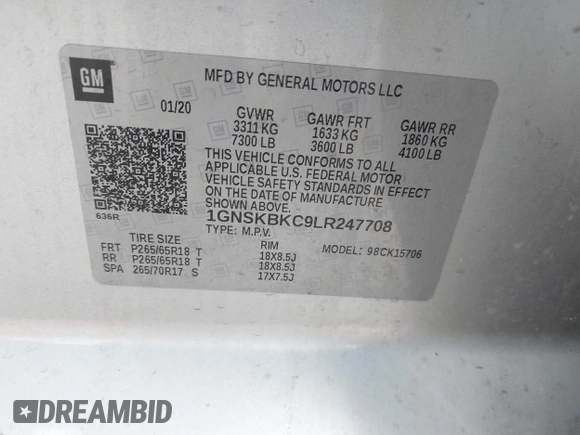 GM
MFD BY GENERAL MOTORS LLC
01/20
GVWR GAWR FRT GAWR RR
3311 KG 1633 KG 1860 KG
7300 LB 3600 LB 4100 LB
THIS VEHICLE CONFORMS TO ALL
APPLICABLE U.S. FEDERAL MOTOR
VEHICLE SAFETY STANDARDS IN EFFECT
ON THE DATE OF MANUFACTURE
SHOWN ABOVE.
1GNSKBKC9LR247708
636R
TYPE: M.P.V.
MODEL: 98CK15706
TIRE SIZE RIM
FRT P265/65R18 T 18X8.5J
RR P265/65R18 T 18X8.5J
SPA 265/70R17 S 17X7.5J
DREAMBID